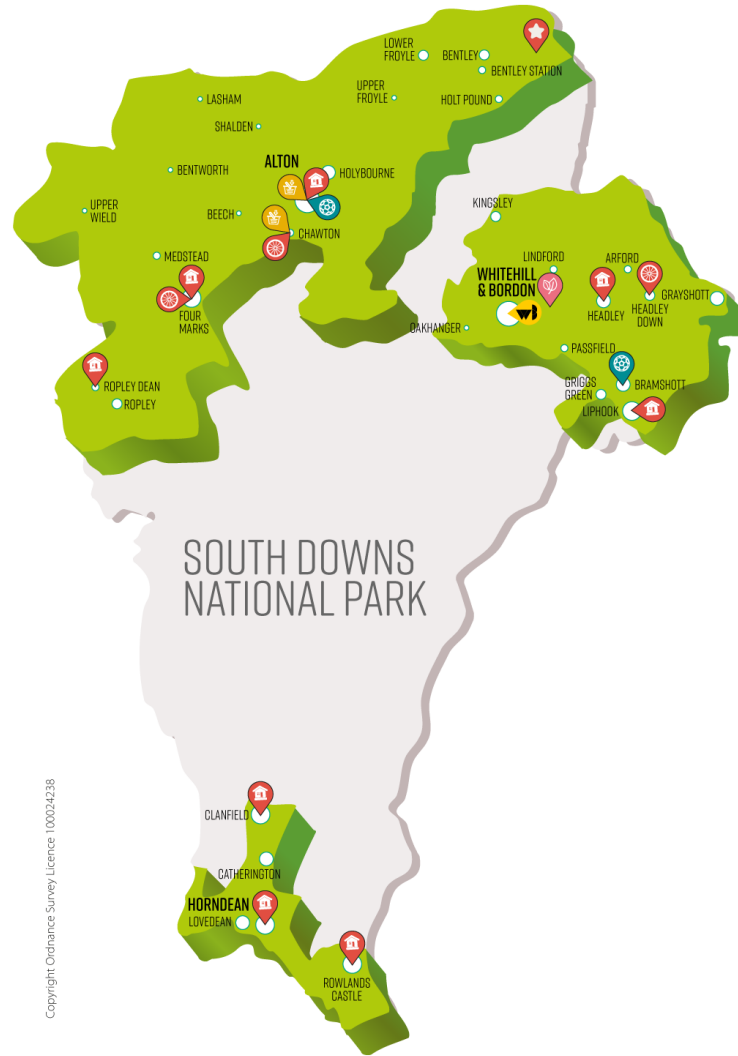 LOWER
FROYLE
BENTLEY
BENTLEY STATION
UPPER
FROYLE
HOLT POUND
LASHAM
SHALDEN
ALTON
HOLYBOURNE
BENTWORTH
UPPER
WIELD
BEECH
CHAWTON
MEDSTEAD
FOUR
MARKS
ROPLEY DEAN
ROPLEY
KINGSLEY
LINDFORD
ARFORD
WHITEHILL
& BORDON
WB
HEADLEY
HEADLEY
DOWN
GRAYSHOTT
OAKHANGER
PASSFIELD
GRIGGS
GREEN
BRAMSHOTT
LIPHOOK
SOUTH DOWNS
NATIONAL PARK
CLANFIELD
CATHERINGTON
HORNDEAN
LOVEDEAN
ROWLANDS
CASTLE
Copyright Ordnance Survey Licence 100024238